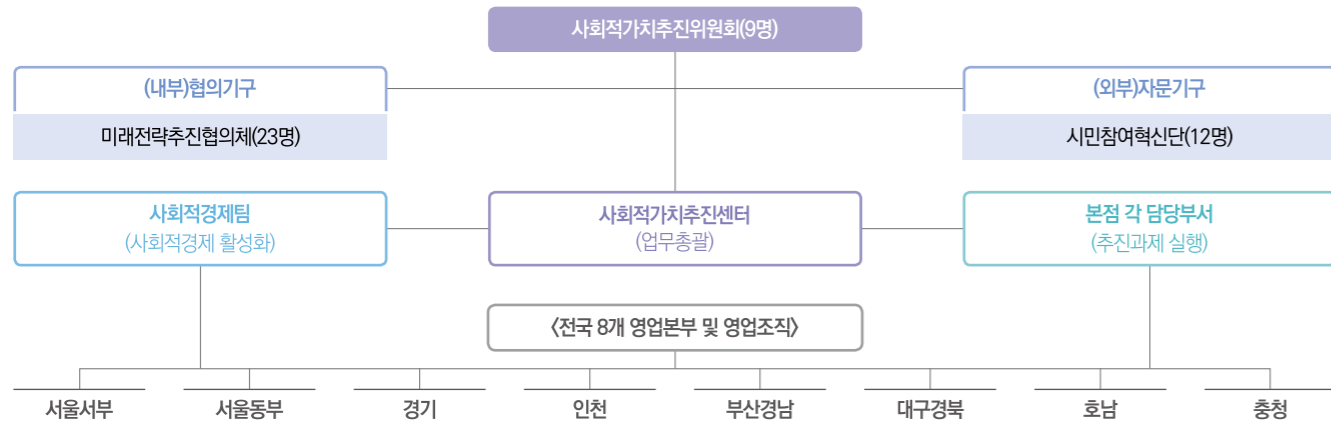 사회적가치추진위원회(9명)
(내부)협의기구
(외부)자문기구
미래전략추진협의체(23명)
시민참여혁신단(12명)
사회적경제팀
(사회적경제 활성화)
사회적가치추진센터
(업무총괄)
본점 각 담당부서
(추진과제 실행)
〈전국 8개 영업본부 및 영업조직〉
서울서부
서울동부
경기
인천
부산경남
대구경북
호남
충청